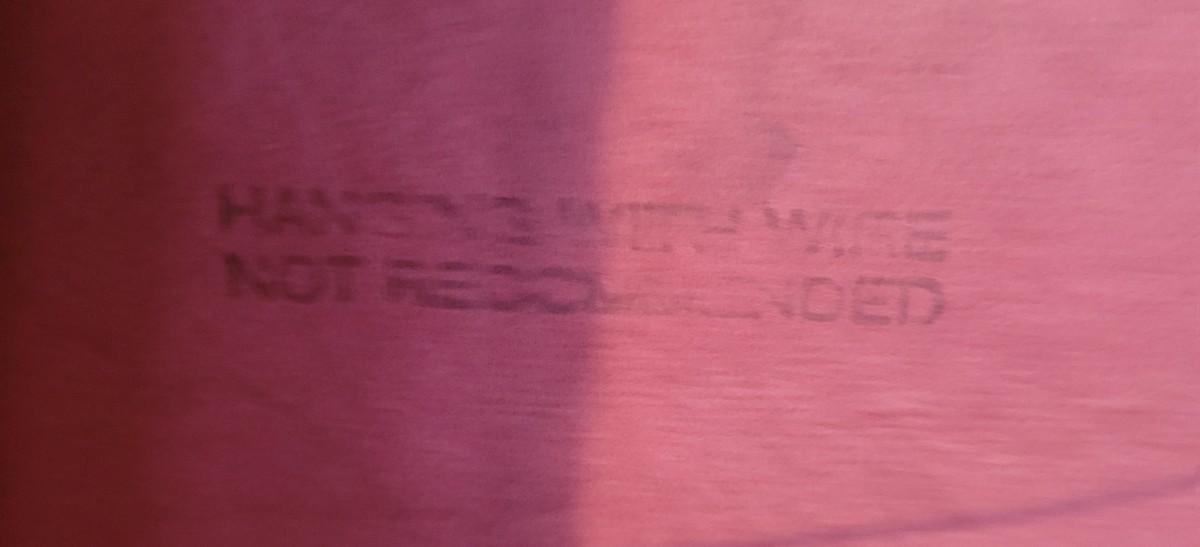 HANGING WITH WIRE
NOT RECOMMENDED